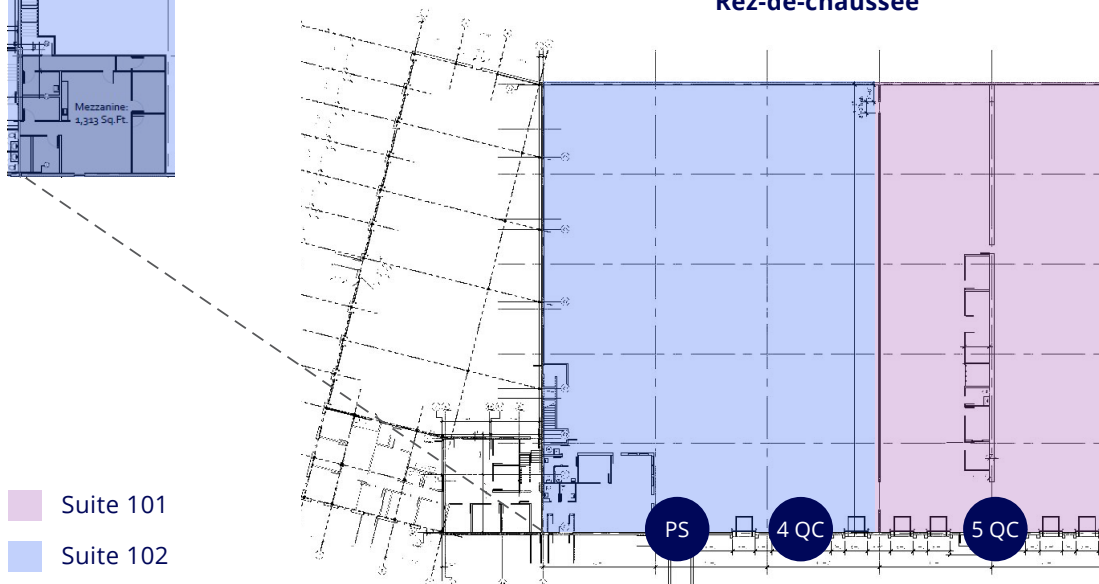 Rez-de-chaussée
Mezzanine:
1,313 Sq.Ft.
PS
4 QC
5 QC
Suite 101
Suite 102